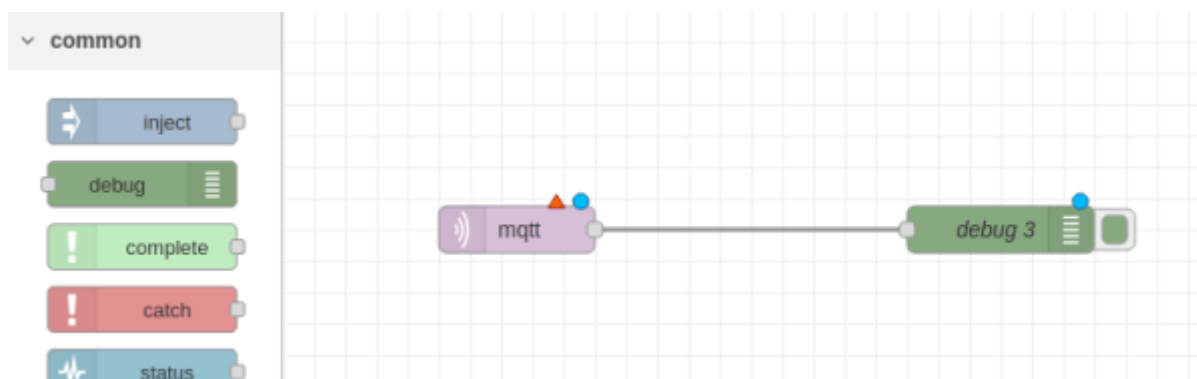 common
inject
debug
complete
catch
status
mqtt
debug 3